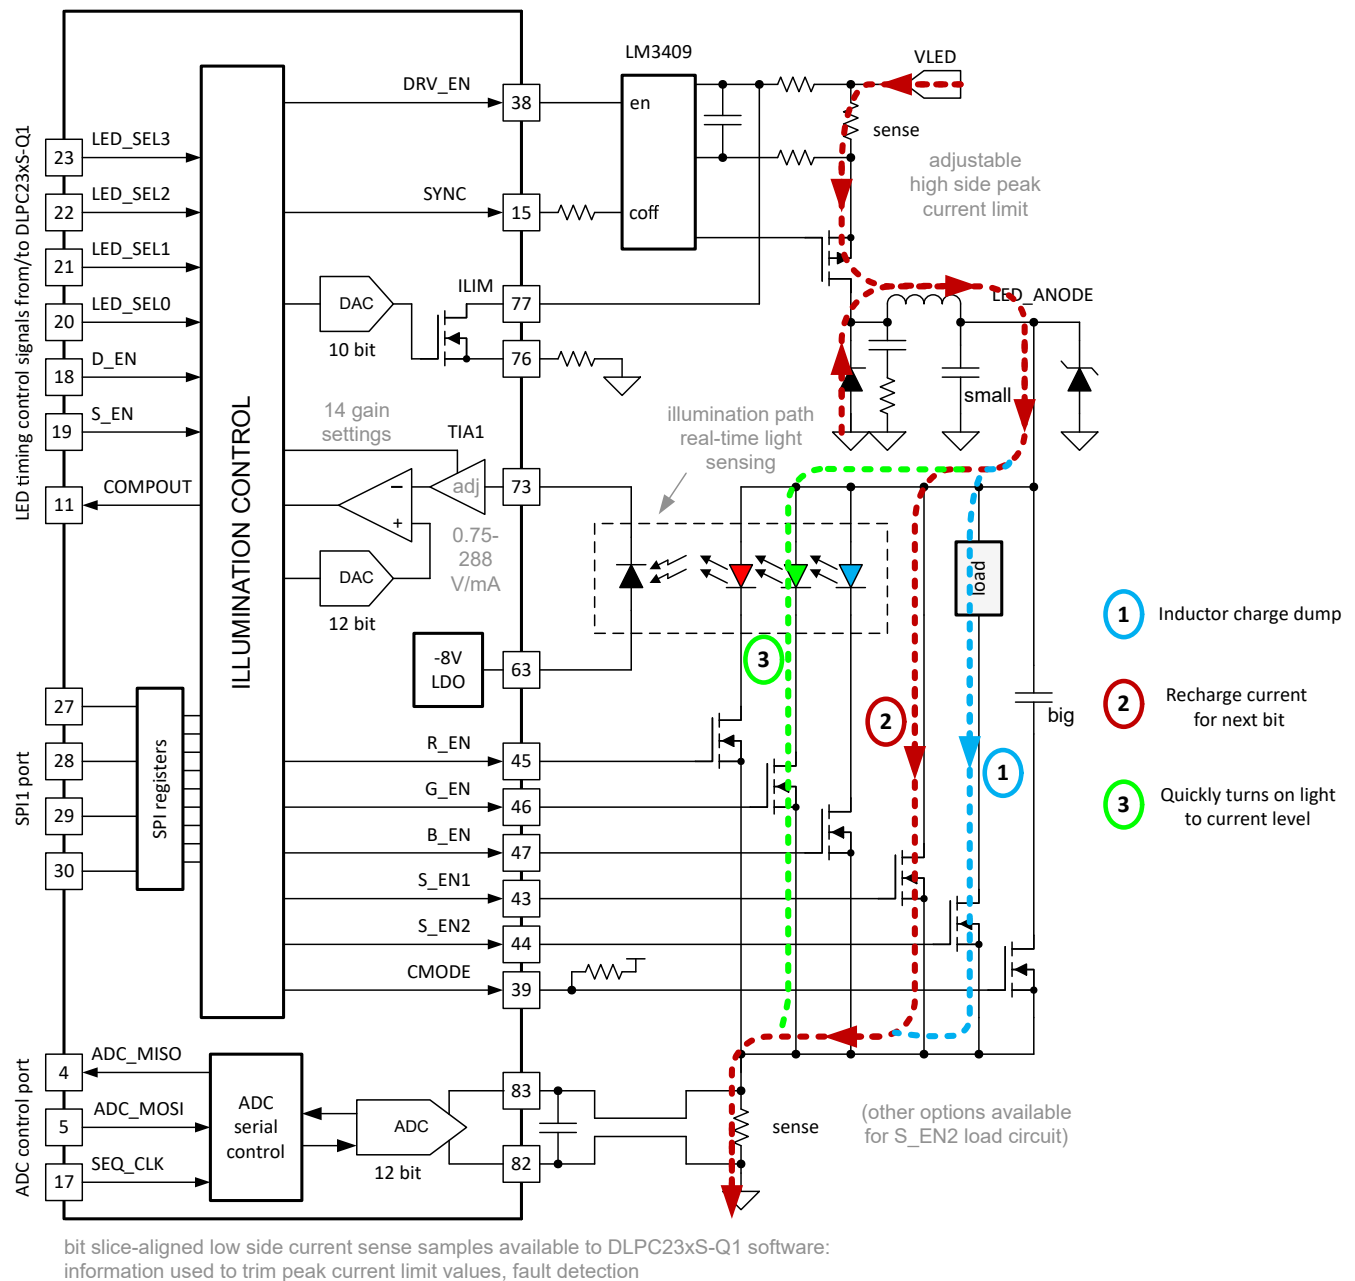 LM3409
VLED
DRV_EN
38
en
sense
adjustable
high side peak
current limit
LED timing control signals from/to DLPC23xS-Q1
23
LED_SEL3
22
LED_SEL2
21
LED_SEL1
20
LED_SEL0
18
D_EN
19
S_EN
11
COMPOUT
ILLUMINATION CONTROL
SYNC
15
coff
DAC
10 bit
ILIM
77
76
LED_ANODE
small
14 gain
settings
TIA1
adj
73
illumination path
real-time light
sensing
−
+
0.75-
288
V/mA
DAC
12 bit
-8V
LDO
63
load
big
3
2
1
1
Inductor charge dump
2
Recharge current
for next bit
3
Quickly turns on light
to current level
SPI1 port
27
28
29
30
SPI registers
R_EN
45
G_EN
46
B_EN
47
S_EN1
43
S_EN2
44
CMODE
39
ADC control port
4
ADC_MISO
5
ADC_MOSI
17
SEQ_CLK
ADC
serial
control
ADC
12 bit
83
82
sense
(other options available
for S_EN2 load circuit)
bit slice-aligned low side current sense samples available to DLPC23xS-Q1 software:
information used to trim peak current limit values, fault detection